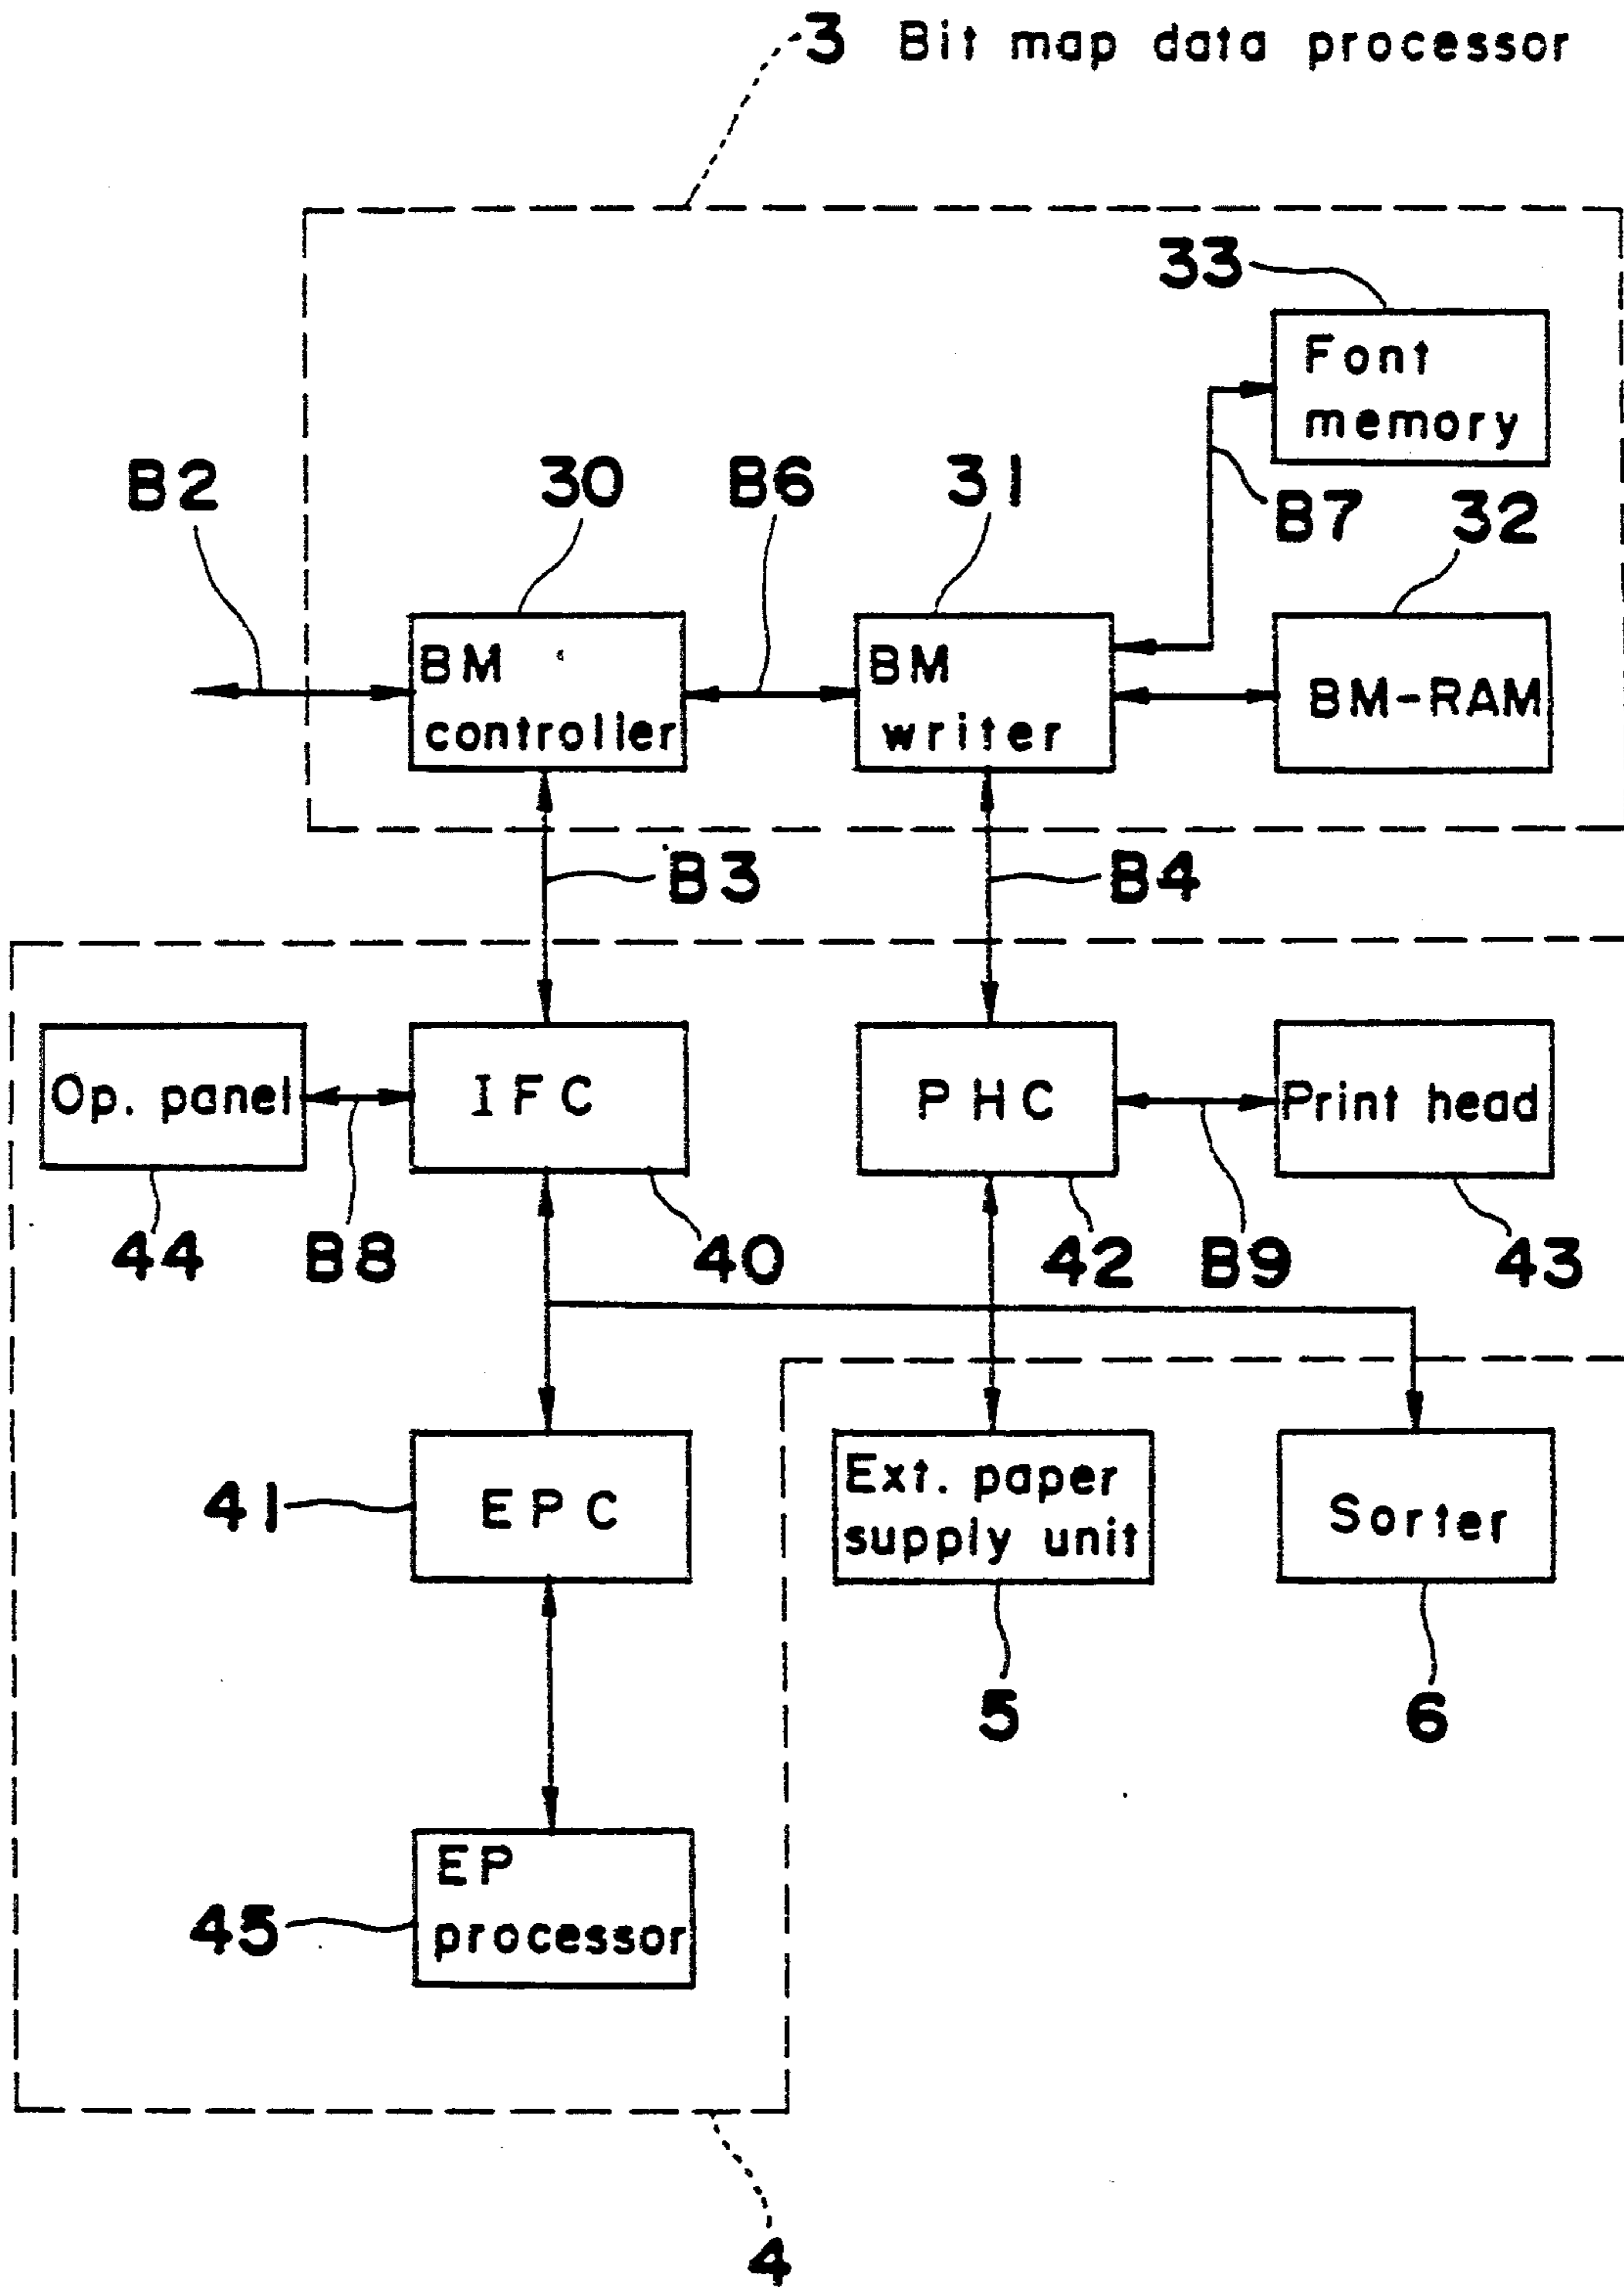 3 Bit map data processor
33
Font
memory
B2
30
B6
31
B7
32
BM
controller
BM
writer
BM-RAM
B3
B4
Op. panel
IFC
PHC
Print head
44
B8
40
42
B9
43
41
EPC
Ext. paper
supply unit
Sorter
5
6
EP
processor
45
4